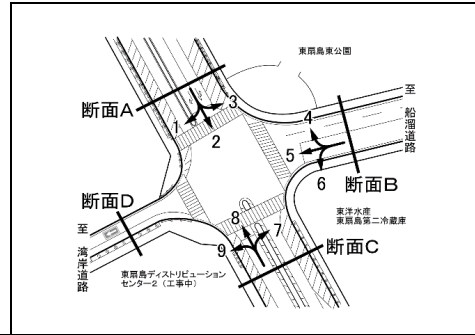 東扇島東公園
断面A
至
船溜道路
3
1
2
4
5
6
断面B
断面D
至
湾岸道路
東洋水産
東扇島第二冷蔵庫
8
7
9
断面C
東扇島ディストリビューション
センター2(工事中)